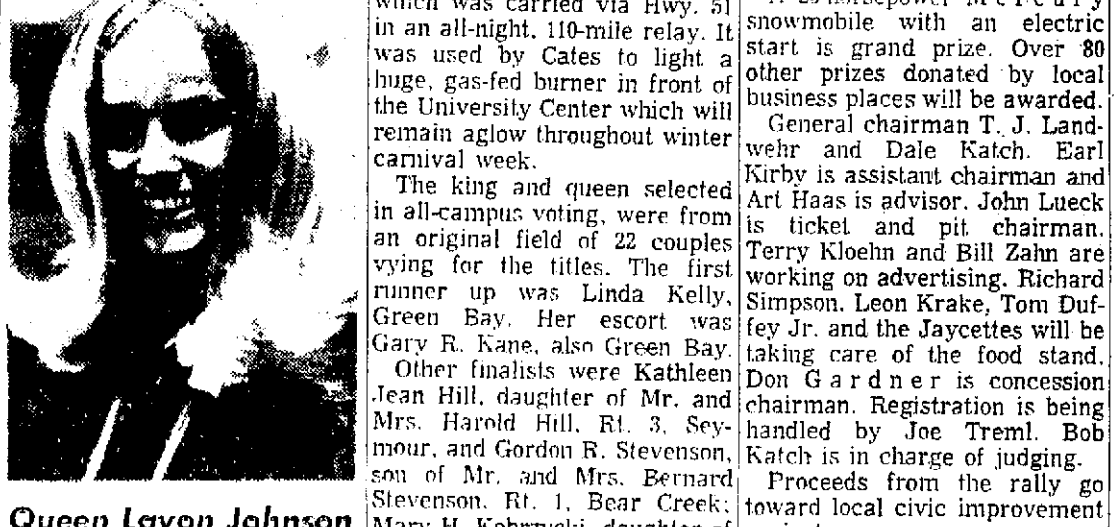 Queen Lavon Johnson
which was carried via Hwy. 51
in an all-night, 110-mile relay. It
was used by Cates to light a
huge, gas-fed burner in front of
the University Center which will
remain aglow throughout winter
carnival week.
The king and queen selected
in all-campus voting, were from
an original field of 22 couples
vying for the titles. The first
runner up was Linda Kelly,
Green Bay. Her escort was
Gary R. Kane, also Green Bay.
Other finalists were Kathleen
Jean Hill, daughter of Mr. and
Mrs. Harold Hill, Rt. 3, Sey-
mour, and Gordon R. Stevenson,
son of Mr. and Mrs. Bernard
Stevenson, Rt. 1, Bear Creek;
Mary H. daughter of
snowmobile with an electric
start is grand prize. Over 80
other prizes donated by local
business places will be awarded.
General chairman T. J. Land-
wehr and Dale Katch. Earl
Kirby is assistant chairman and
Art Haas is advisor. John Lueck
is ticket and pit chairman.
Terry Kloehn and Bill Zahn are
working on advertising. Richard
Simpson, Leon Krake, Tom Duf-
fey Jr. and the Jaycettes will be
taking care of the food stand.
Don Gardner is concession
chairman. Registration is being
handled by Joe Treml. Bob
Katch is in charge of judging.
Proceeds from the rally go
toward local civic improvement